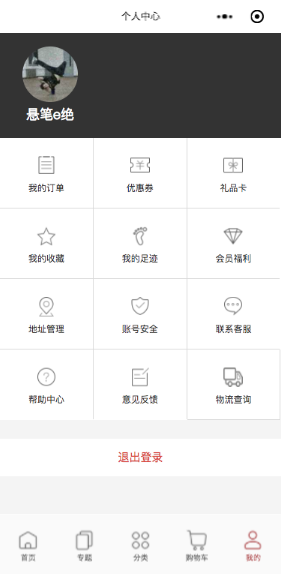 个人中心
悬笔e绝
我的订单
优惠券
礼品卡
我的收藏
我的足迹
会员福利
地址管理
账号安全
联系客服
帮助中心
意见反馈
物流查询
退出登录
首页
专题
分类
购物车
我的